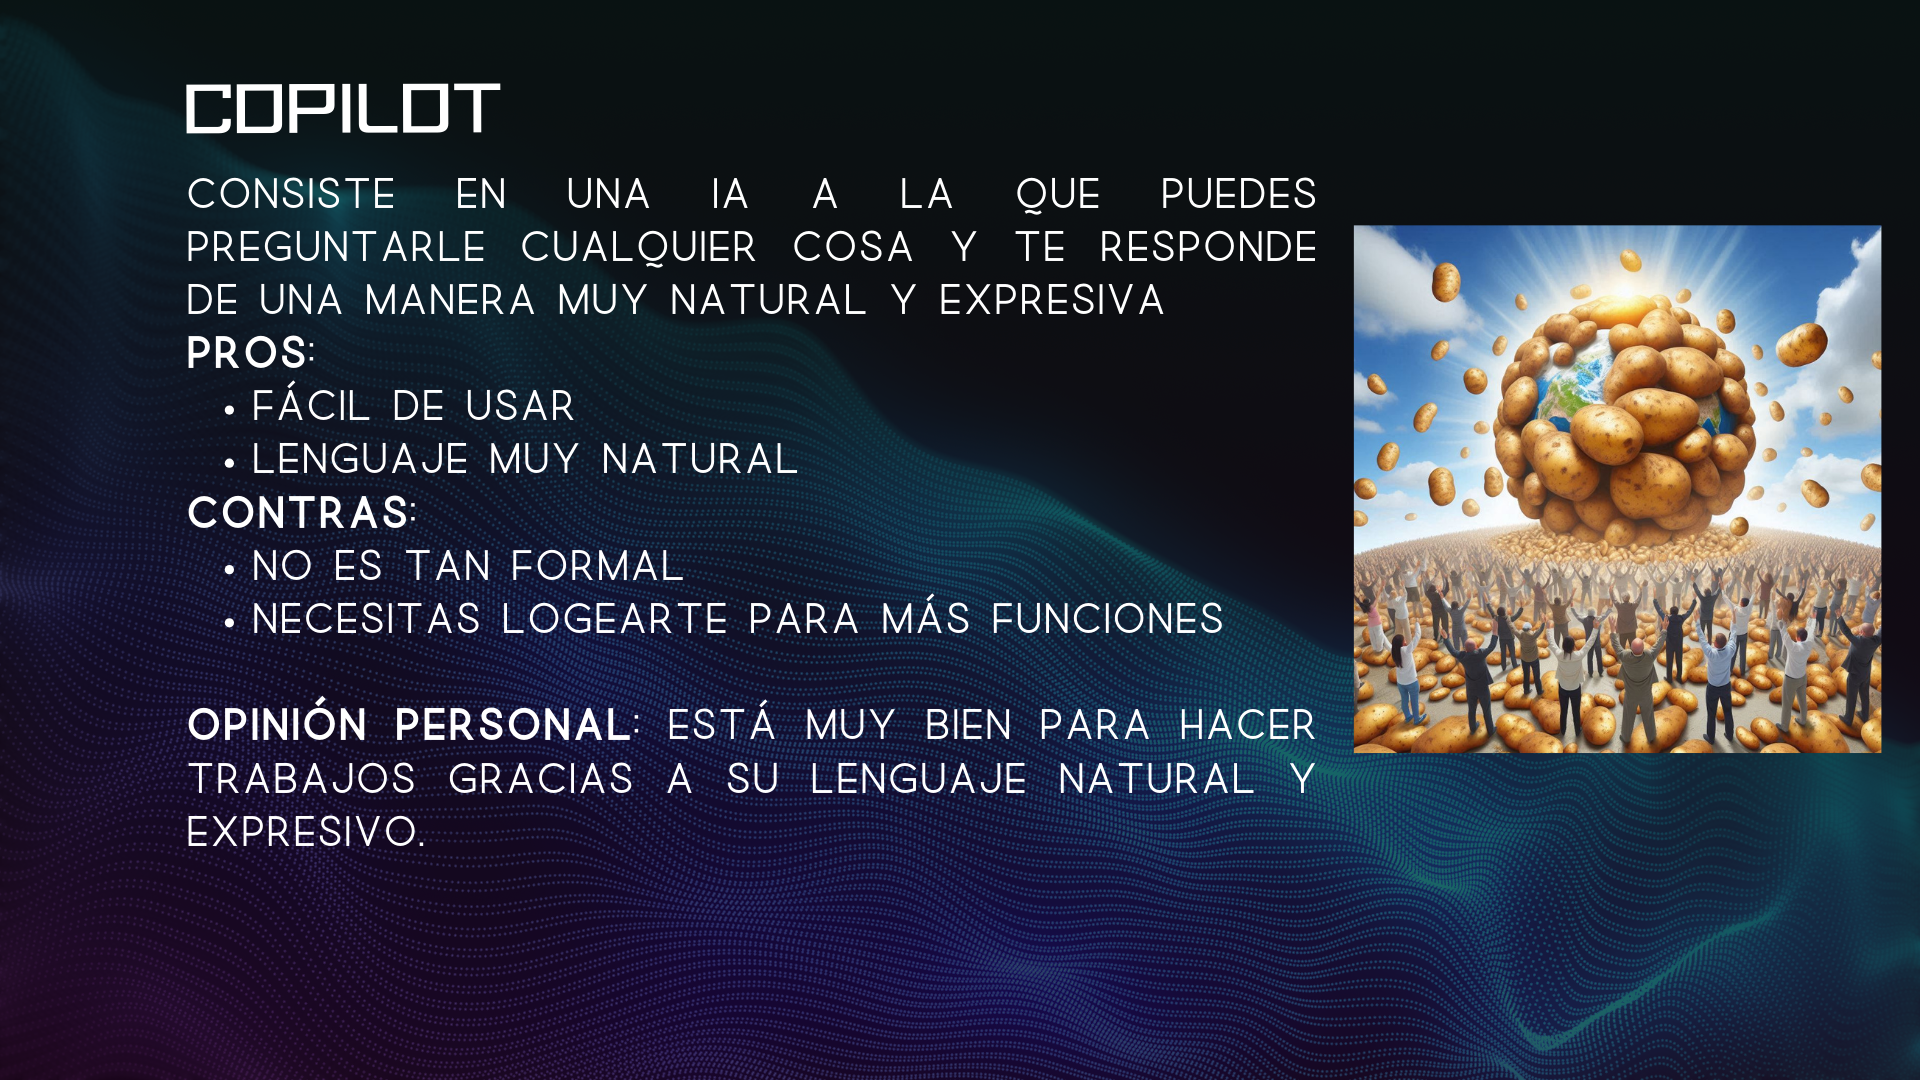 COPILOT
CONSISTE EN UNA IA A LA QUE PUEDES
PREGUNTARLE CUALQUIER COSA Y TE RESPONDE
DE UNA MANERA MUY NATURAL Y EXPRESIVA
PROS:
• FÁCIL DE USAR
• LENGUAJE MUY NATURAL
CONTRAS:
• NO ES TAN FORMAL
• NECESITAS LOGEARTE PARA MÁS FUNCIONES
OPINIÓN PERSONAL: ESTÁ MUY BIEN PARA HACER
TRABAJOS GRACIAS A SU LENGUAJE NATURAL Y
EXPRESIVO.